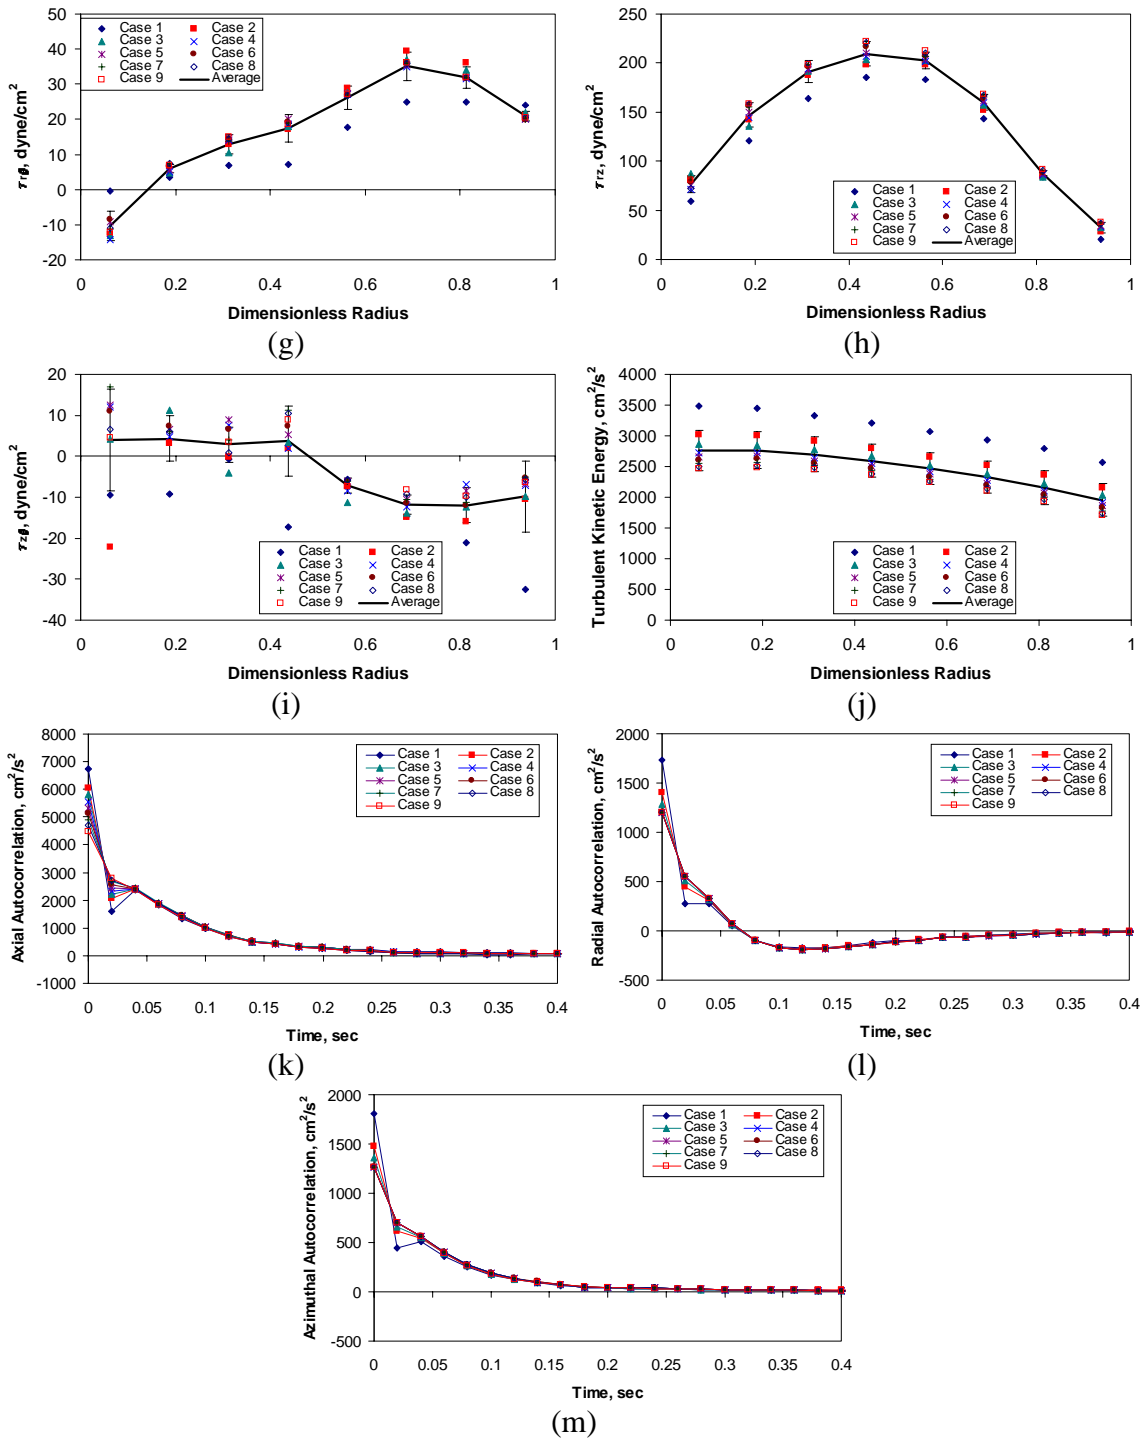 50
40
30
20
10
0
-10
-20
τrθ, dyne/cm²
Case 1 Case 2
Case 3 Case 4
Case 5 Case 6
Case 7 Case 8
Case 9 Average
0 0.2 0.4 0.6 0.8 1
Dimensionless Radius
(g)
250
200
150
100
50
0
τrz, dyne/cm²
Case 1 Case 2
Case 3 Case 4
Case 5 Case 6
Case 7 Case 8
Case 9 Average
0 0.2 0.4 0.6 0.8 1
Dimensionless Radius
(h)
20
10
0
-10
-20
-30
-40
τzθ, dyne/cm²
Case 1 Case 2
Case 3 Case 4
Case 5 Case 6
Case 7 Case 8
Case 9 Average
0 0.2 0.4 0.6 0.8 1
Dimensionless Radius
(i)
4000
3500
3000
2500
2000
1500
1000
500
0
Turbulent Kinetic Energy, cm²/s²
Case 1 Case 2
Case 3 Case 4
Case 5 Case 6
Case 7 Case 8
Case 9 Average
0 0.2 0.4 0.6 0.8 1
Dimensionless Radius
(j)
8000
7000
6000
5000
4000
3000
2000
1000
0
-1000
Axial Autocorrelation, cm²/s²
Case 1 Case 2
Case 3 Case 4
Case 5 Case 6
Case 7 Case 8
Case 9
0 0.05 0.1 0.15 0.2 0.25 0.3 0.35 0.4
Time, sec
(k)
2000
1500
1000
500
0
-500
Radial Autocorrelation, cm²/s²
Case 1 Case 2
Case 3 Case 4
Case 5 Case 6
Case 7 Case 8
Case 9
0 0.05 0.1 0.15 0.2 0.25 0.3 0.35 0.4
Time, sec
(l)
2000
1500
1000
500
0
-500
Azimuthal Autocorrelation, cm²/s²
Case 1 Case 2
Case 3 Case 4
Case 5 Case 6
Case 7 Case 8
Case 9
0 0.05 0.1 0.15 0.2 0.25 0.3 0.35 0.4
Time, sec
(m)